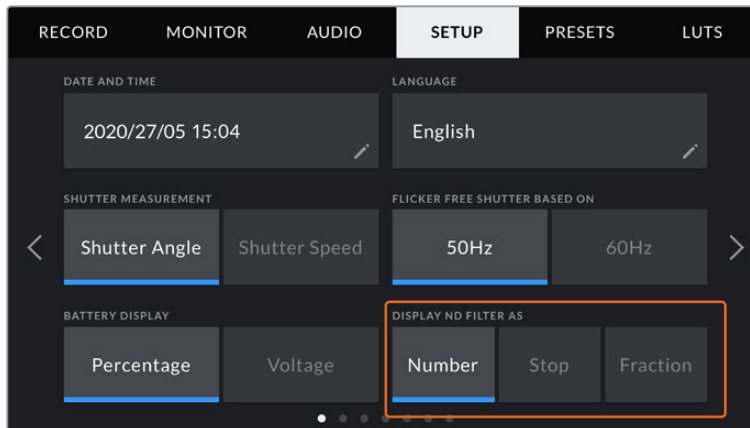 RECORD MONITOR AUDIO SETUP PRESETS LUTS
DATE AND TIME LANGUAGE
2020/27/05 15:04 English
SHUTTER MEASUREMENT FLICKER FREE SHUTTER BASED ON
Shutter Angle Shutter Speed 50Hz 60Hz
BATTERY DISPLAY DISPLAY ND FILTER AS
Percentage Voltage Number Stop Fraction